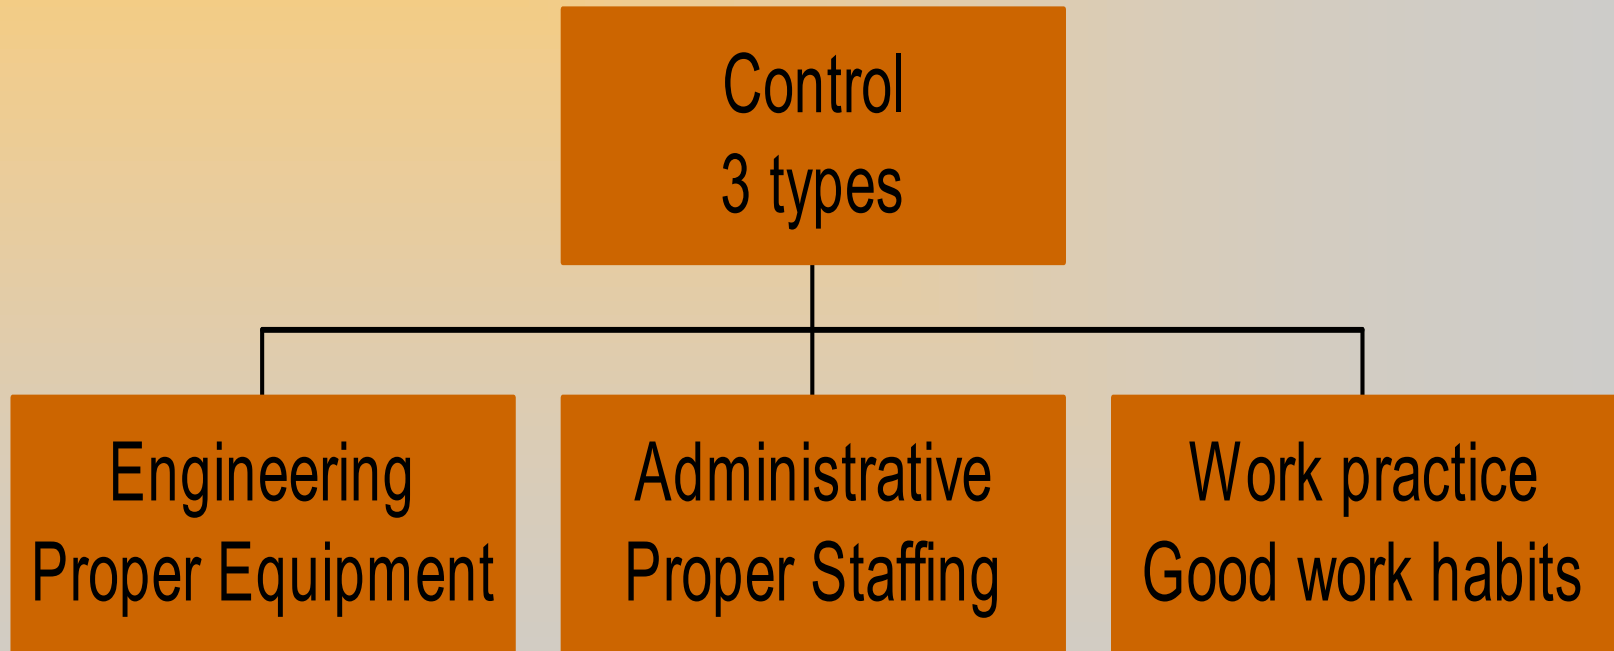 Control
3 types
Engineering
Proper Equipment
Administrative
Proper Staffing
Work practice
Good work habits